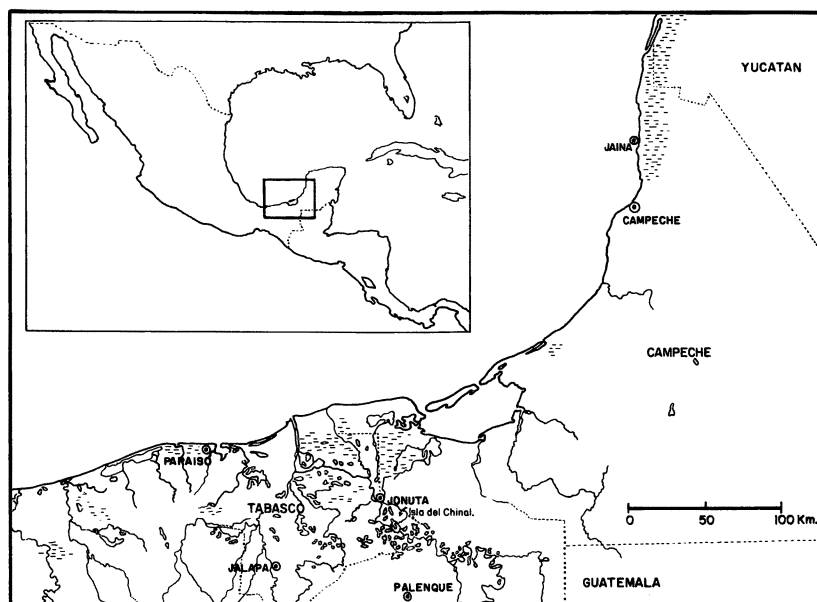 YUCATAN
JAINA
CAMPECHE
CAMPECHE
PARAISO
JONUTA
TABASCO
Isla del Chinal.
0 50 100 Km.
JALAPA
PALENQUE
GUATEMALA